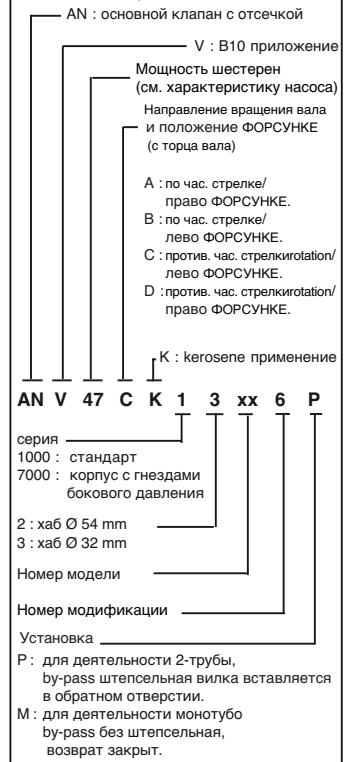 AN : основной клапан с отсечкой
V : B10 приложение
Мощность шестерен
(см. характеристику насоса)
Направление вращения вала
и положение ФОРСУНКЕ
(с торца вала)
A : по час. стрелке/
право ФОРСУНКЕ.
B : по час. стрелке/
лево ФОРСУНКЕ.
C : против. час. стрелкиrotation/
лево ФОРСУНКЕ.
D : против. час. стрелкиrotation/
право ФОРСУНКЕ.
K : kerosene применение
AN V 47 C K 1 3 xx 6 P
серия
1000 : стандарт
7000 : корпус с гнездами
бокового давления
2 : хаб Ø 54 mm
3 : хаб Ø 32 mm
Номер модели
Номер модификации
Установка
P : для деятельности 2-трубы,
by-pass штепсельная вилка вставляется
в обратном отверстии.
M : для деятельности монотубо
by-pass без штепсельная,
возврат закрыт.